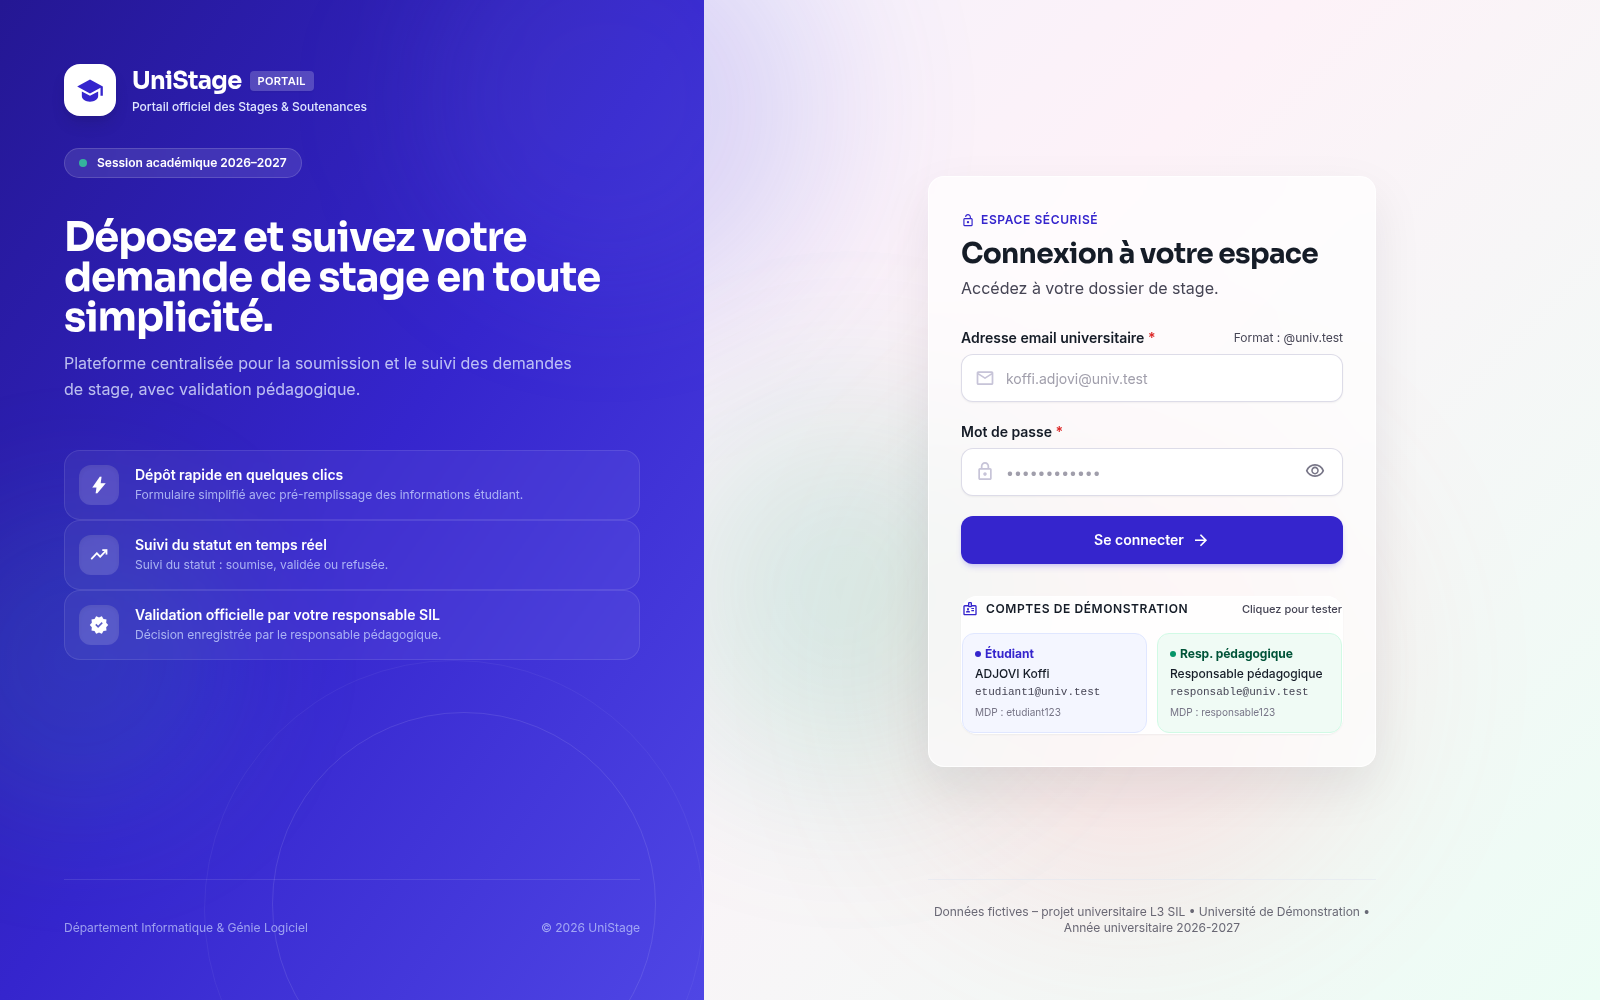 UniStage PORTAIL
Portail officiel des Stages & Soutenances
Session académique 2026–2027
Déposez et suivez votre
demande de stage en toute
simplicité.
Plateforme centralisée pour la soumission et le suivi des demandes
de stage, avec validation pédagogique.
Dépôt rapide en quelques clics
Formulaire simplifié avec pré-remplissage des informations étudiant.
Suivi du statut en temps réel
Suivi du statut : soumise, validée ou refusée.
Validation officielle par votre responsable SIL
Décision enregistrée par le responsable pédagogique.
Département Informatique & Génie Logiciel
© 2026 UniStage
ESPACE SÉCURISÉ
Connexion à votre espace
Accédez à votre dossier de stage.
Adresse email universitaire * Format : @univ.test
koffi.adjovi@univ.test
Mot de passe *
••••••••••••
Se connecter →
COMPTES DE DÉMONSTRATION Cliquez pour tester
Étudiant
ADJOVI Koffi
etudiant1@univ.test
MDP : etudiant123
Resp. pédagogique
Responsable pédagogique
responsable@univ.test
MDP : responsable123
Données fictives – projet universitaire L3 SIL • Université de Démonstration •
Année universitaire 2026-2027